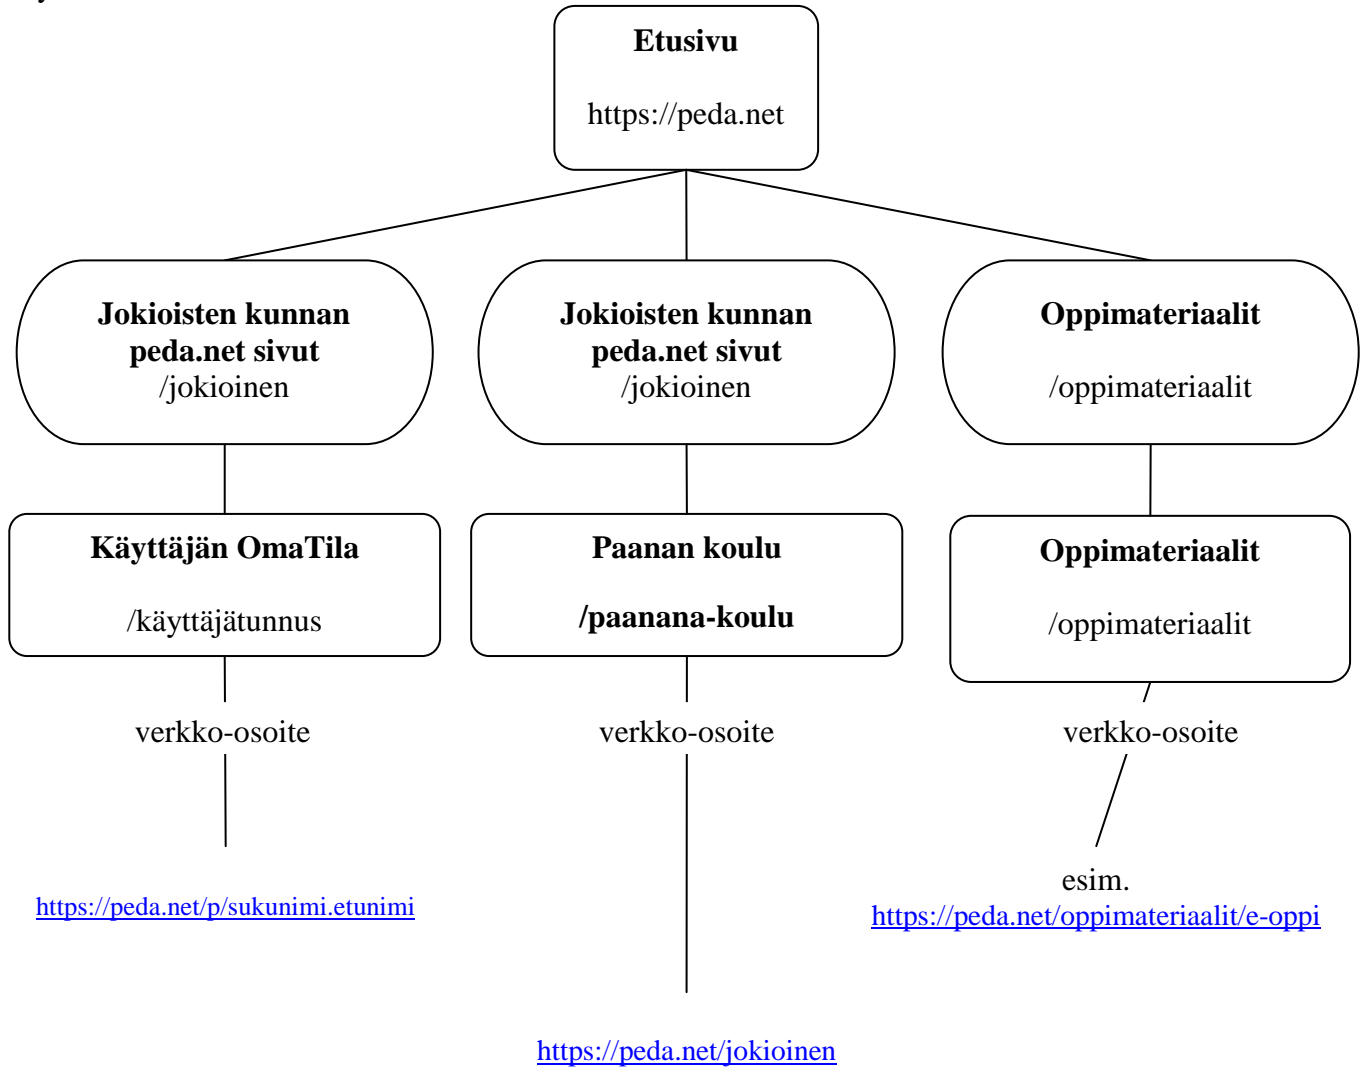 Etusivu
https://peda.net
Jokioisten kunnan
peda.net sivut
/jokioinen
Jokioisten kunnan
peda.net sivut
/jokioinen
Oppimateriaalit
/oppimateriaalit
Käyttäjän OmaTila
/käyttäjätunnus
Paanan koulu
/paanana-koulu
Oppimateriaalit
/oppimateriaalit
verkko-osoite
verkko-osoite
verkko-osoite
https://peda.net/p/sukunimi.etunimi
esim.
https://peda.net/oppimateriaalit/e-oppi
https://peda.net/jokioinen